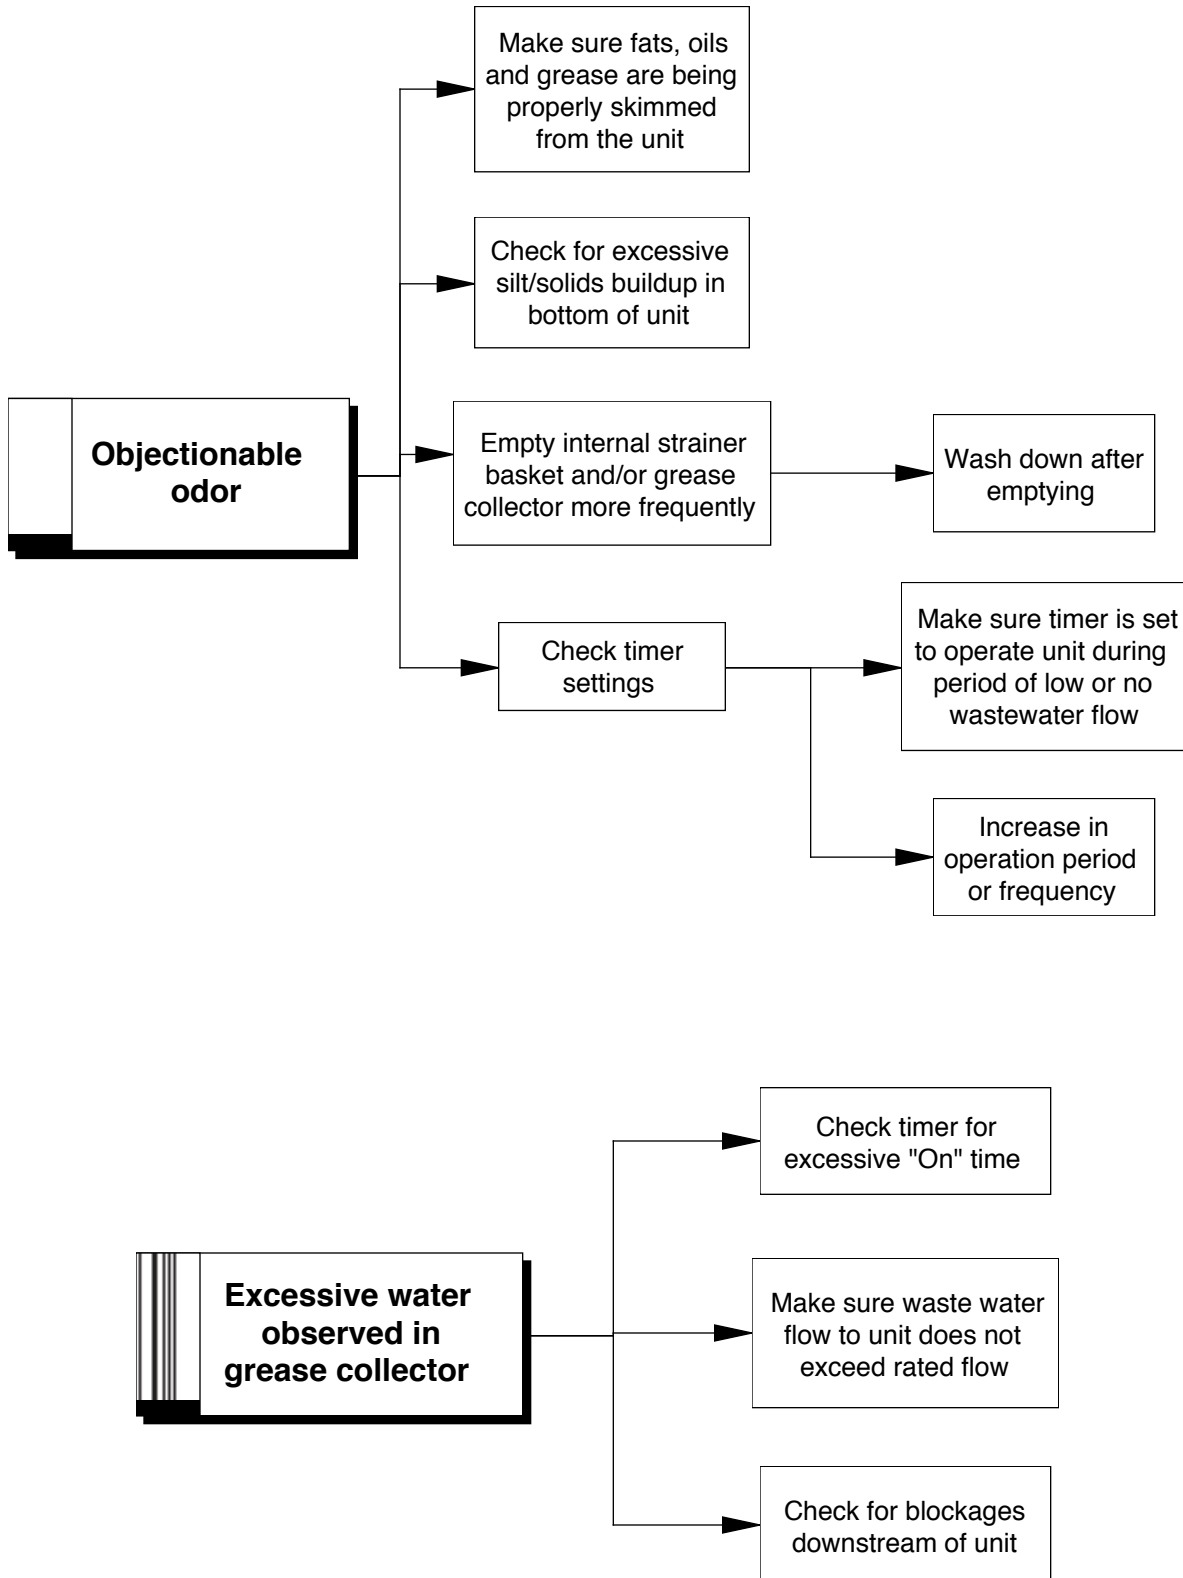 Make sure fats, oils
and grease are being
properly skimmed
from the unit
Check for excessive
silt/solids buildup in
bottom of unit
Objectionable
odor
Empty internal strainer
basket and/or grease
collector more frequently
Wash down after
emptying
Check timer
settings
Make sure timer is set
to operate unit during
period of low or no
wastewater flow
Increase in
operation period
or frequency
Check timer for
excessive "On" time
Excessive water
observed in
grease collector
Make sure waste water
flow to unit does not
exceed rated flow
Check for blockages
downstream of unit